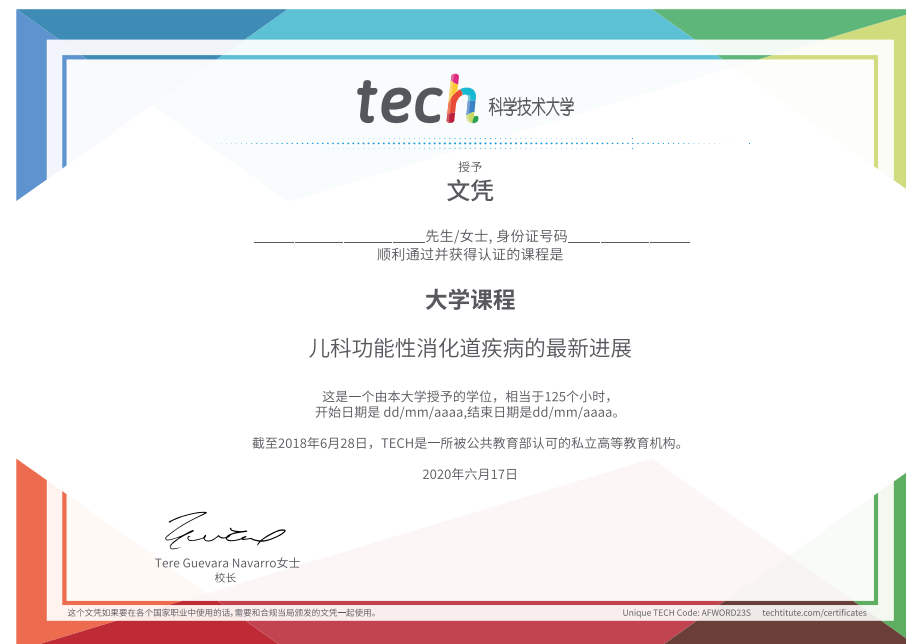 tech 科学技术大学
授予
文凭
先生/女士, 身份证号码
顺利通过并获得认证的课程是
大学课程
儿科功能性消化道疾病的最新进展
这是一个由本大学授予的学位，相当于125个小时，
开始日期是 dd/mm/aaaa,结束日期是dd/mm/aaaa。
截至2018年6月28日，TECH是一所被公共教育部认可的私立高等教育机构。
2020年六月17日
Tere Guevara Navarro女士
校长
这个文凭如果要在各个国家职业中使用的话,需要和合规当局颁发的文凭一起使用。
Unique TECH Code: AFWORD23S techtitute.com/certificates